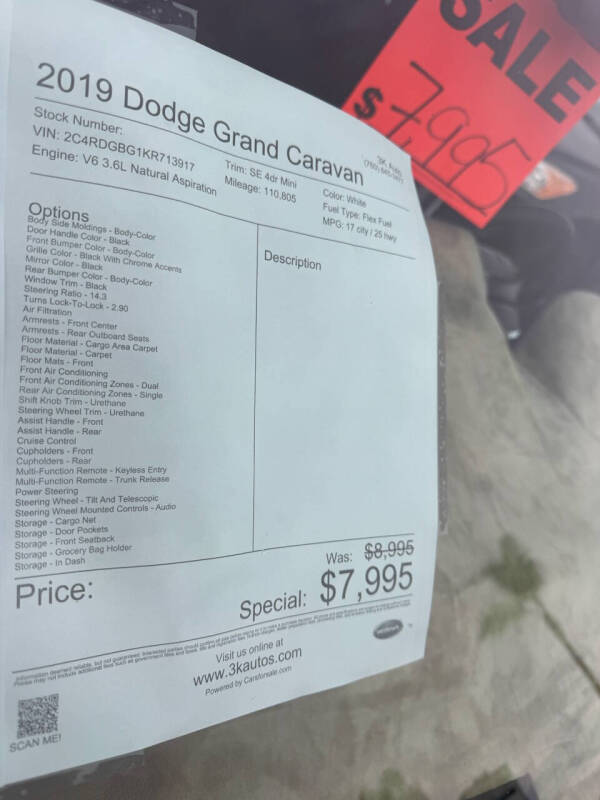 SALE
$7,995
2019 Dodge Grand Caravan
3K Auto
Stock Number:
VIN: 2C4RDGBG1KR713917
Engine: V6 3.6L Natural Aspiration
Trim: SE 4dr Mini
Mileage: 110,805
Color: White
Fuel Type: Flex Fuel
MPG: 17 city / 25 hwy
Options
Body Side Moldings - Body-Color
Door Handle Color - Black
Front Bumper Color - Body-Color
Grille Color - Black With Chrome Accents
Mirror Color - Black
Rear Bumper Color - Body-Color
Window Trim - Black
Steering Ratio - 14.3
Turns Lock-To-Lock - 2.90
Air Filtration
Armrests - Front Center
Armrests - Rear Outboard Seats
Floor Material - Cargo Area Carpet
Floor Material - Carpet
Floor Mats - Front
Front Air Conditioning
Front Air Conditioning Zones - Dual
Rear Air Conditioning Zones - Single
Shift Knob Trim - Urethane
Steering Wheel Trim - Urethane
Assist Handle - Front
Assist Handle - Rear
Cruise Control
Cupholders - Front
Cupholders - Rear
Multi-Function Remote - Keyless Entry
Multi-Function Remote - Trunk Release
Power Steering
Steering Wheel - Tilt And Telescopic
Steering Wheel Mounted Controls - Audio
Storage - Cargo Net
Storage - Door Pockets
Storage - Front Seatback
Storage - Grocery Bag Holder
Storage - In Dash
Description
Price:
Was: $8,995
Special: $7,995
Visit us online at
www.3kautos.com
Powered by Carsforsale.com
SCAN ME!